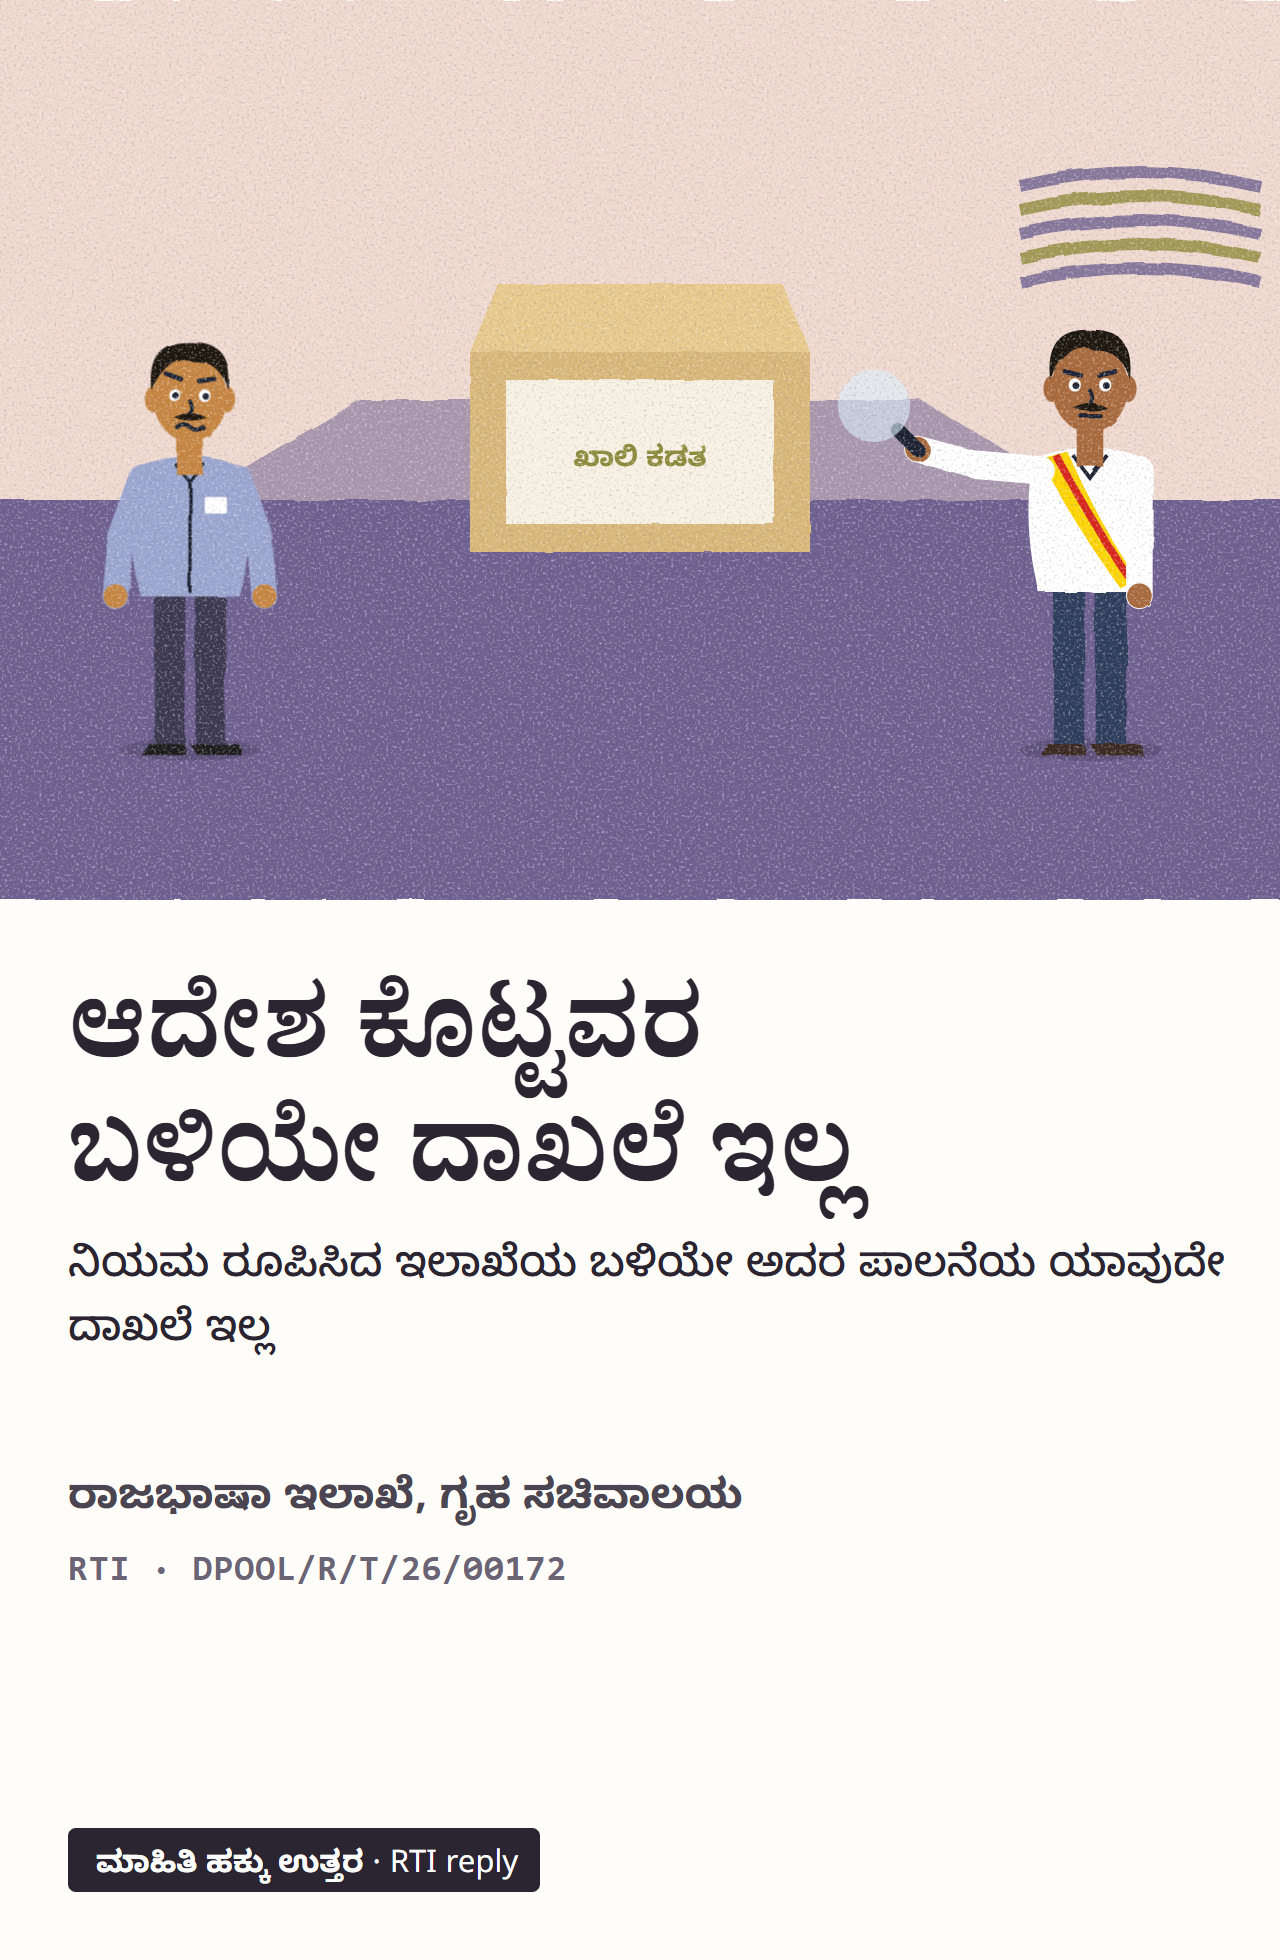 ಖಾಲಿ ಕಡತ
ಆದೇಶ ಕೊಟ್ಟವರ
ಬಳಿಯೇ ದಾಖಲೆ ಇಲ್ಲ
ನಿಯಮ ರೂಪಿಸಿದ ಇಲಾಖೆಯ ಬಳಿಯೇ ಅದರ ಪಾಲನೆಯ ಯಾವುದೇ
ದಾಖಲೆ ಇಲ್ಲ
ರಾಜಭಾಷಾ ಇಲಾಖೆ, ಗೃಹ ಸಚಿವಾಲಯ
RTI · DPOOL/R/T/26/00172
ಮಾಹಿತಿ ಹಕ್ಕು ಉತ್ತರ · RTI reply